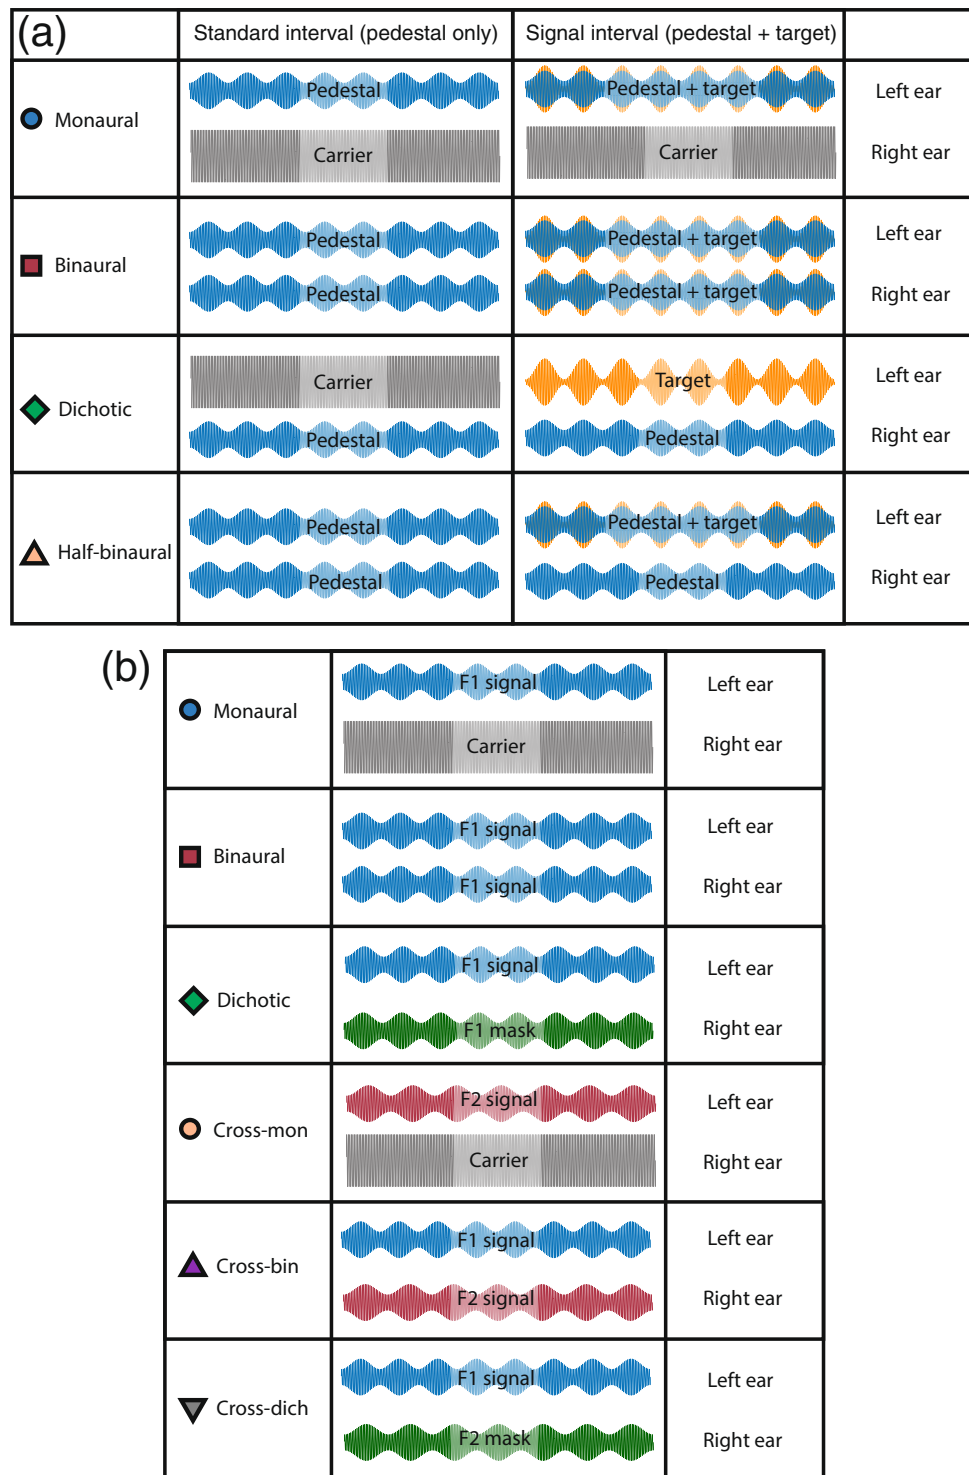 (a)
Standard interval (pedestal only)
Signal interval (pedestal + target)
Monaural
Pedestal
Carrier
Pedestal + target
Carrier
Left ear
Right ear
Binaural
Pedestal
Pedestal
Pedestal + target
Pedestal + target
Left ear
Right ear
Dichotic
Carrier
Pedestal
Target
Pedestal
Left ear
Right ear
Half-binaural
Pedestal
Pedestal
Pedestal + target
Pedestal
Left ear
Right ear
(b)
Monaural
F1 signal
Carrier
Left ear
Right ear
Binaural
F1 signal
F1 signal
Left ear
Right ear
Dichotic
F1 signal
F1 mask
Left ear
Right ear
Cross-mon
F2 signal
Carrier
Left ear
Right ear
Cross-bin
F1 signal
F2 signal
Left ear
Right ear
Cross-dich
F1 signal
F2 mask
Left ear
Right ear